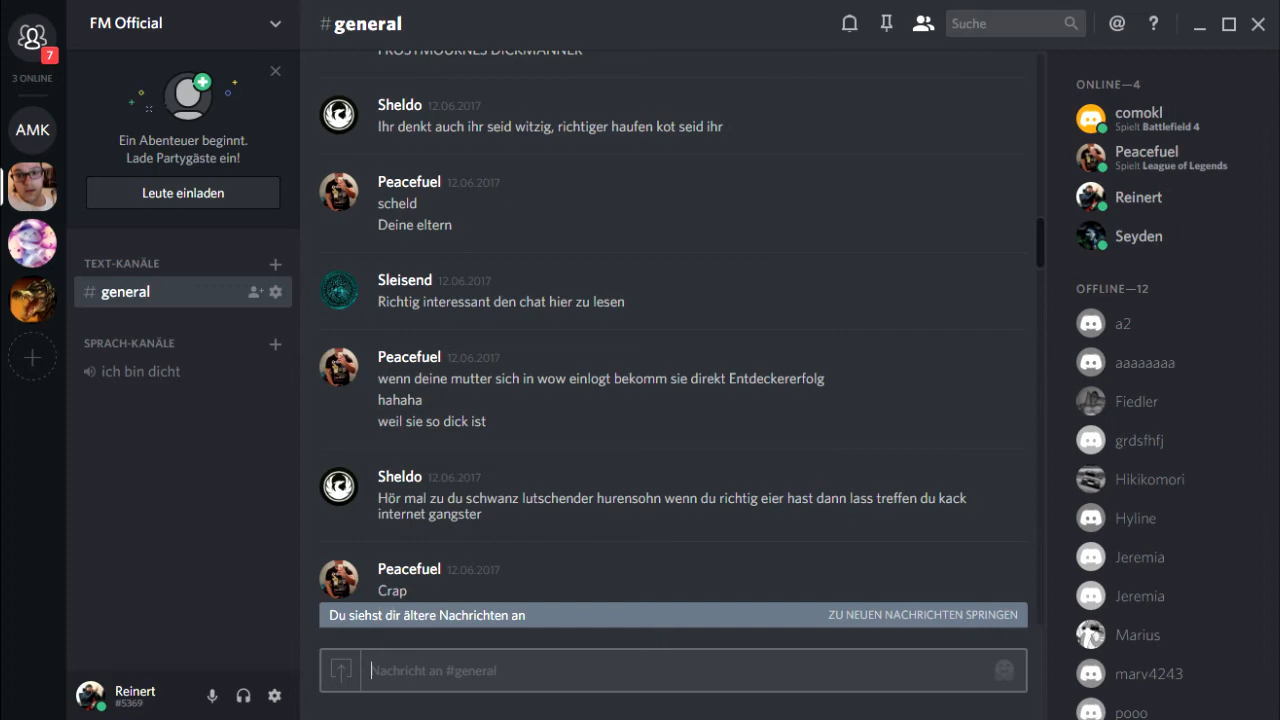 FM Official
#general
Suche
@
?
7
3 ONLINE
AMK
Ein Abenteuer beginnt.
Lade Partygäste ein!
Leute einladen
TEXT-KANÄLE
# general
SPRACH-KANÄLE
ich bin dicht
Reinert
#5369
FROSTMOURNES DICKMÄNNER
Sheldo 12.06.2017
Ihr denkt auch ihr seid witzig, richtiger haufen kot seid ihr
Peacefuel 12.06.2017
scheld
Deine eltern
Sleisend 12.06.2017
Richtig interessant den chat hier zu lesen
Peacefuel 12.06.2017
wenn deine mutter sich in wow einlogt bekomm sie direkt Entdeckererfolg
hahaha
weil sie so dick ist
Sheldo 12.06.2017
Hör mal zu du schwanz lutschender hurensohn wenn du richtig eier hast dann lass treffen du kack
internet gangster
Peacefuel 12.06.2017
Crap
Du siehst dir ältere Nachrichten an
ZU NEUEN NACHRICHTEN SPRINGEN
Nachricht an #general
ONLINE—4
comokl
Spielt Battlefield 4
Peacefuel
Spielt League of Legends
Reinert
Seyden
OFFLINE—12
a2
aaaaaaaa
Fiedler
grdsfhfj
Hikikomori
Hyline
Jeremia
Jeremia
Marius
marv4243
pooo